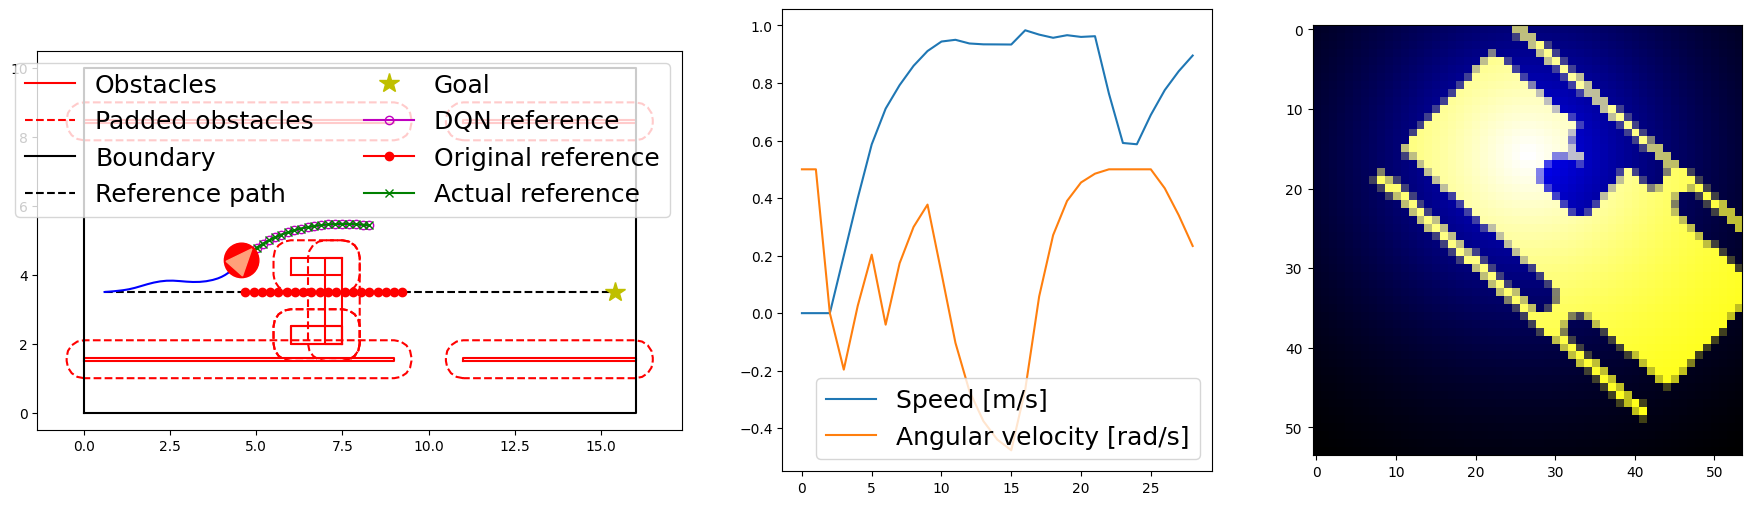 Obstacles
Padded obstacles
Boundary
Reference path
Goal
DQN reference
Original reference
Actual reference
10
8
6
4
2
0
0.0 2.5 5.0 7.5 10.0 12.5 15.0
1.0
0.8
0.6
0.4
0.2
0.0
−0.2
−0.4
Speed [m/s]
Angular velocity [rad/s]
0 5 10 15 20 25
0
10
20
30
40
50
0 10 20 30 40 50